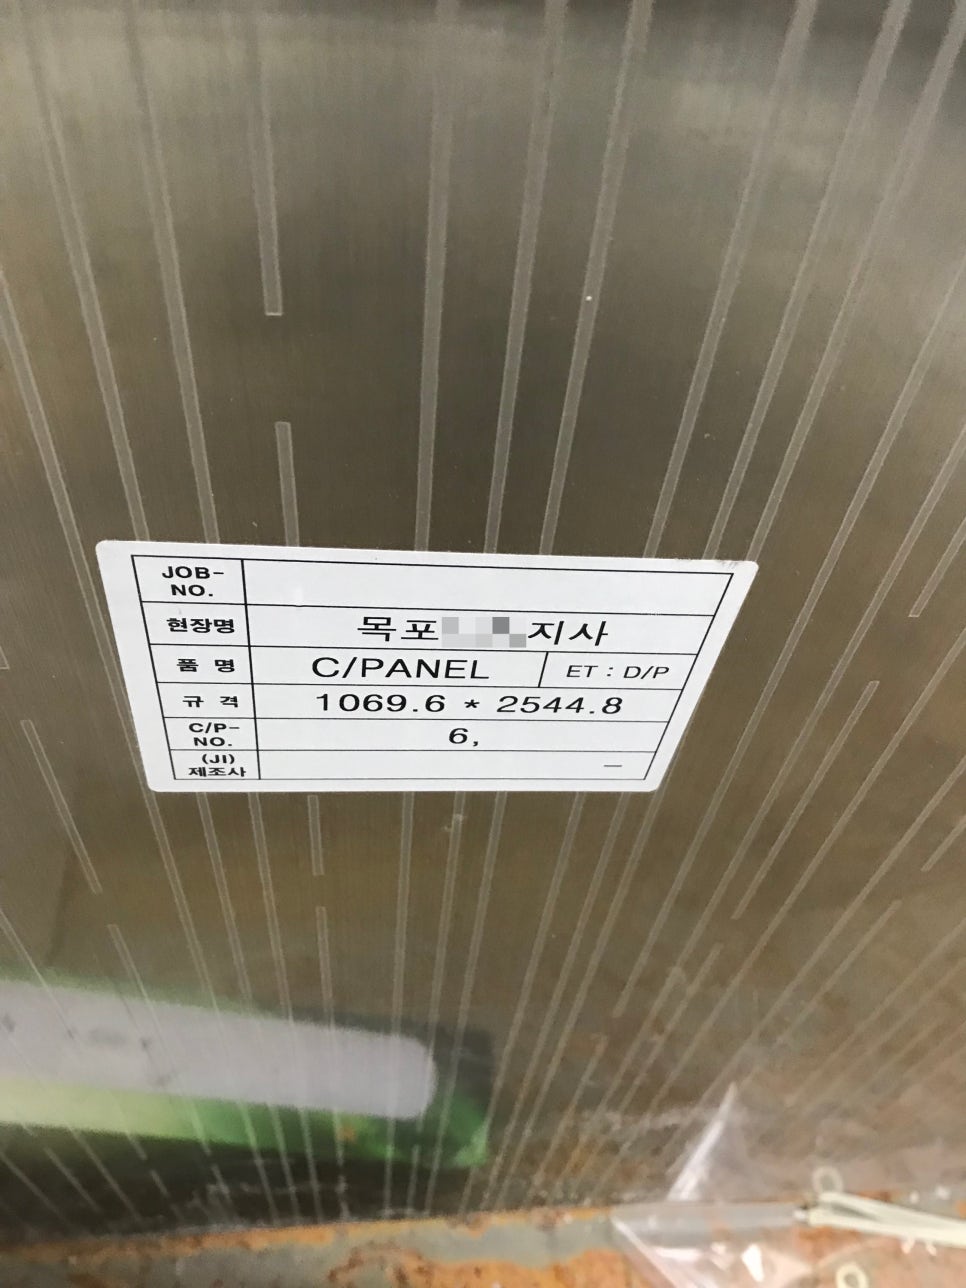 JOB-
NO.
현장명 목포 지사
품 명 C/PANEL ET : D/P
규 격 1069.6 * 2544.8
C/P-
NO. 6,
(JI)
제조사 –